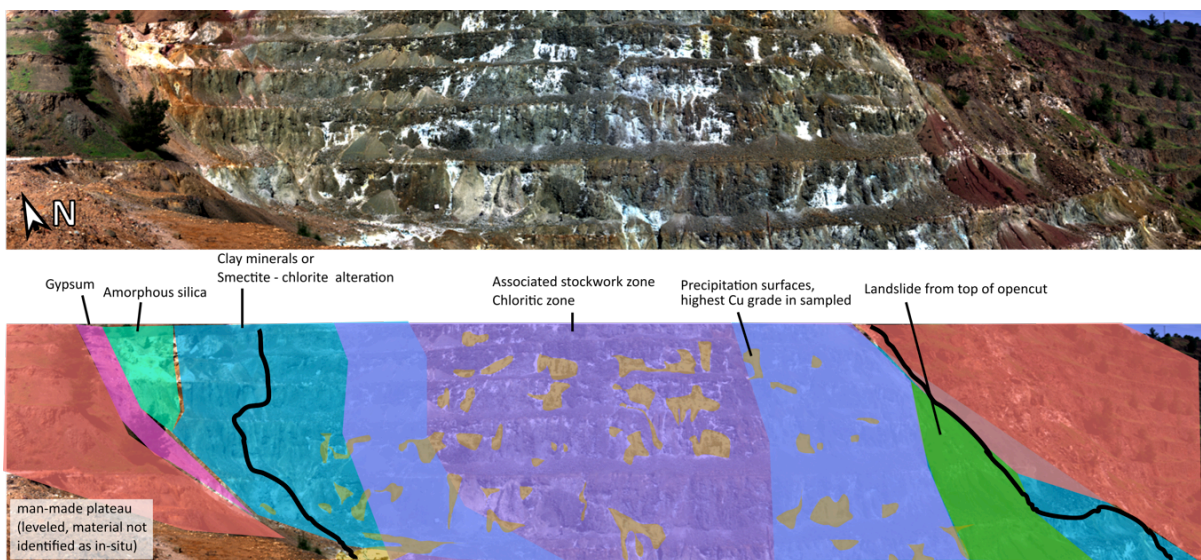 N
Gypsum
Amorphous silica
Clay minerals or
Smectite - chlorite alteration
Associated stockwork zone
Chloritic zone
Precipitation surfaces,
highest Cu grade in sampled
Landslide from top of opencut
man-made plateau
(leveled, material not
identified as in-situ)